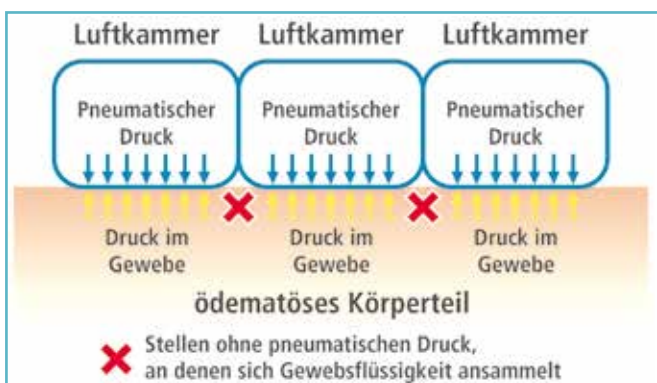 Luftkammer Luftkammer Luftkammer
Pneumatischer Pneumatischer Pneumatischer
Druck Druck Druck
Druck im Druck im Druck im
Gewebe Gewebe Gewebe
ödematöses Körperteil
Stellen ohne pneumatischen Druck,
an denen sich Gewebsflüssigkeit ansammelt